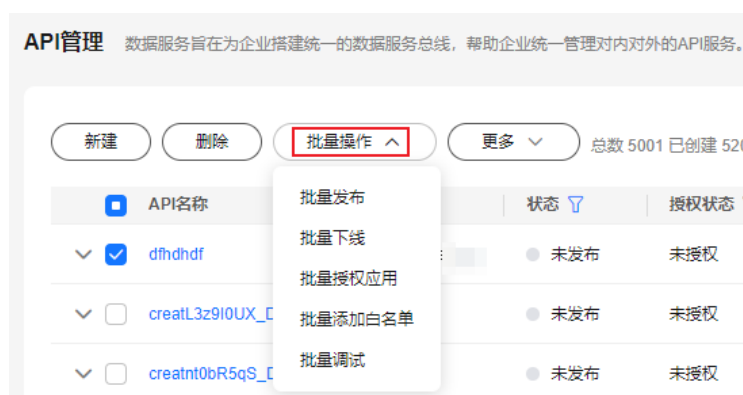 API管理 数据服务旨在为企业搭建统一的数据服务总线，帮助企业统一管理对内对外的API服务。
新建 删除 批量操作 更多 总数 5001 已创建 520
API名称 状态 授权状态
批量发布
批量下线
批量授权应用
批量添加白名单
批量调试
dfhdhdf 未发布 未授权
creatL3z9I0UX_D 未发布 未授权
creatnt0bR5qS_D 未发布 未授权